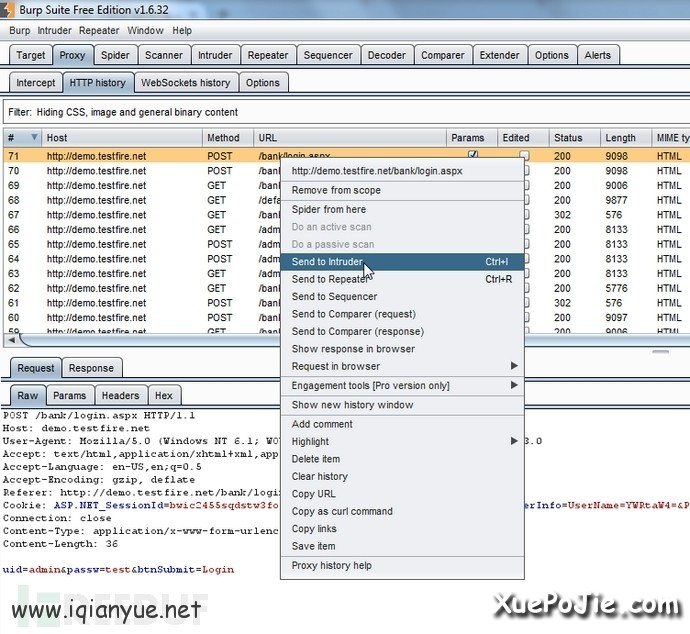 Burp Suite Free Edition v1.6.32
Burp Intruder Repeater Window Help
Target Proxy Spider Scanner Intruder Repeater Sequencer Decoder Comparer Extender Options Alerts
Intercept HTTP history WebSockets history Options
Filter: Hiding CSS, image and general binary content
# Host Method URL Params Edited Status Length MIME ty
71 http://demo.testfire.net POST /bank/login.aspx 200 9098 HTML
70 http://demo.testfire.net POST /bank 200 9098 HTML
69 http://demo.testfire.net GET /bank 200 9006 HTML
68 http://demo.testfire.net GET /defa 200 9877 HTML
67 http://demo.testfire.net GET /bank 302 576 HTML
66 http://demo.testfire.net GET /adm 200 8133 HTML
65 http://demo.testfire.net POST /adm 200 8133 HTML
64 http://demo.testfire.net GET /adm 200 8133 HTML
62 http://demo.testfire.net GET /adm 200 5776 HTML
61 http://demo.testfire.net POST /bank 302 576 HTML
60 http://demo.testfire.net POST /bank 200 9097 HTML
59 http://demo.testfire.net GET /bank 200 9006 HTML
http://demo.testfire.net/bank/login.aspx
Remove from scope
Spider from here
Do an active scan
Do a passive scan
Send to Intruder Ctrl+I
Send to Repeater Ctrl+R
Send to Sequencer
Send to Comparer (request)
Send to Comparer (response)
Show response in browser
Request in browser
Engagement tools [Pro version only]
Show new history window
Add comment
Highlight
Delete item
Clear history
Copy URL
Copy as curl command
Copy links
Save item
Proxy history help
Request Response
Raw Params Headers Hex
POST /bank/login.aspx HTTP/1.1
Host: demo.testfire.net
User-Agent: Mozilla/5.0 (Windows NT 6.1; WO 3.0
Accept: text/html,application/xhtml+xml,app
Accept-Language: en-US,en;q=0.5
Accept-Encoding: gzip, deflate
Referer: http://demo.testfire.net/bank/logi
Cookie: ASP.NET_SessionId=bwic2455sqdstw3fo erInfo=UserName=YWRtaW4=&P
Connection: close
Content-Type: application/x-www-form-urlenc
Content-Length: 36
uid=admin&passw=test&btnSubmit=Login
REEBUF
www.iqianyue.net
XuePoJie.com